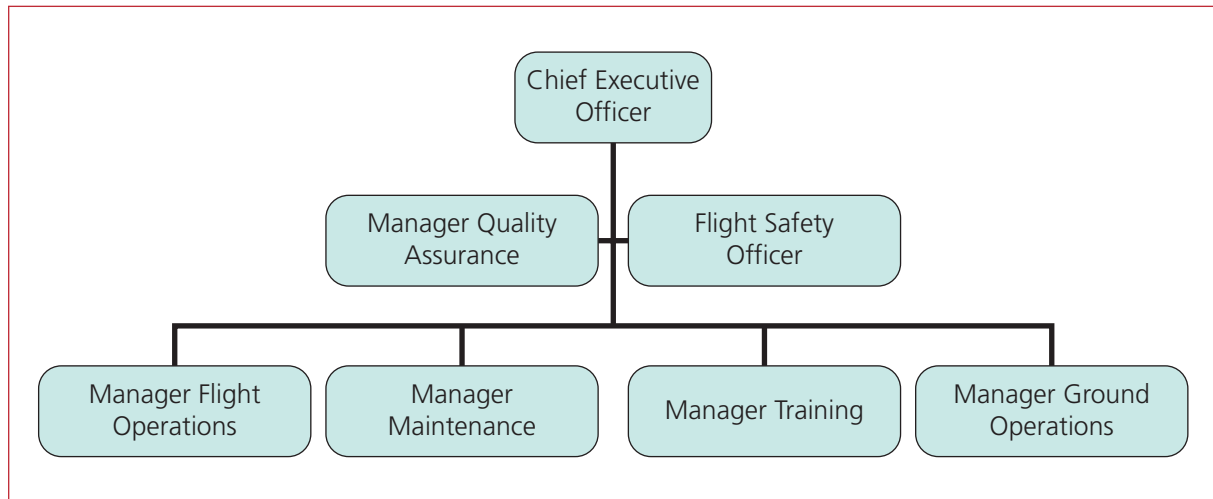 Chief Executive
Officer
Manager Quality
Assurance
Flight Safety
Officer
Manager Flight
Operations
Manager
Maintenance
Manager Training
Manager Ground
Operations